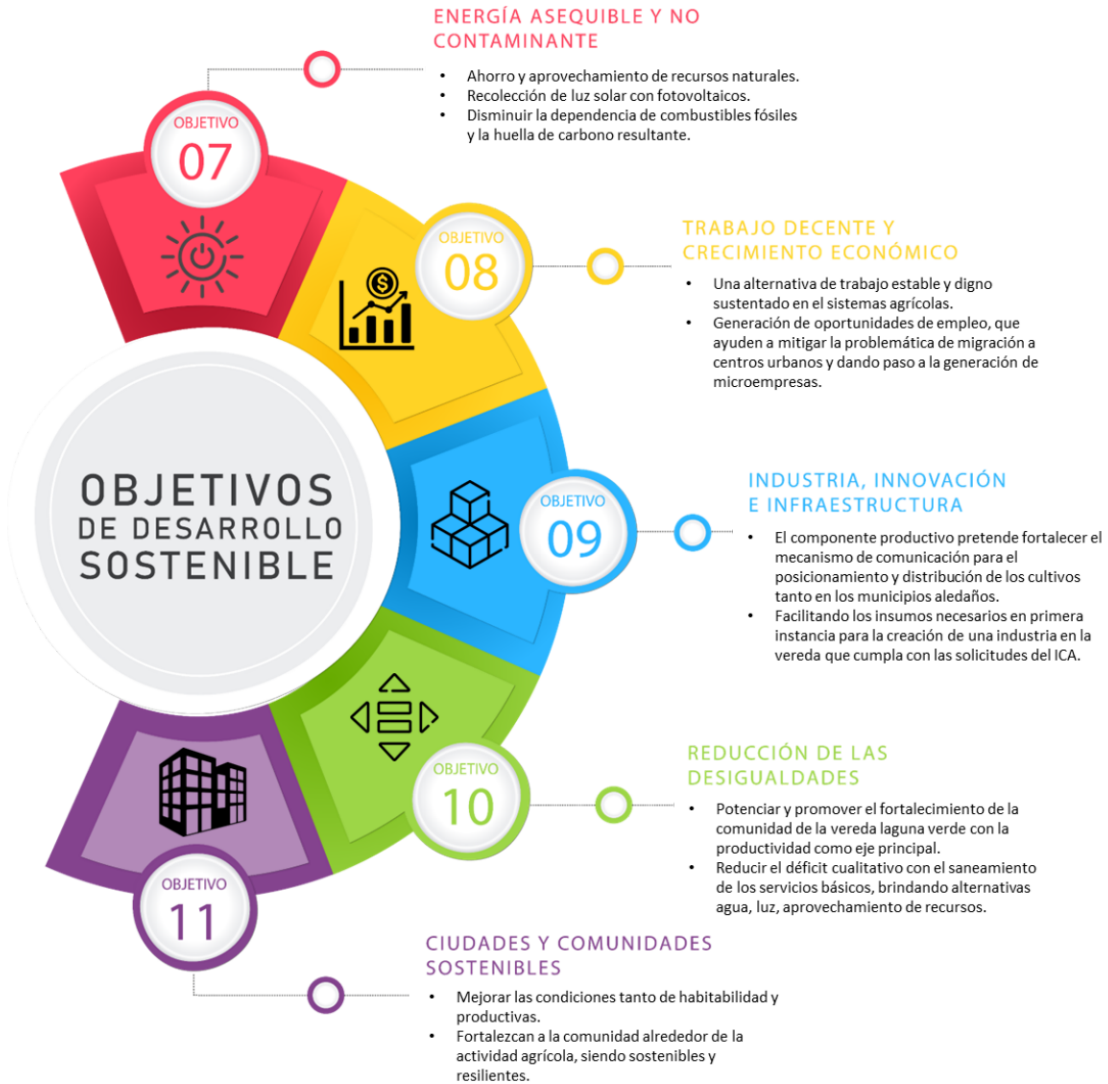 ENERGÍA ASEQUIBLE Y NO
CONTAMINANTE
• Ahorro y aprovechamiento de recursos naturales.
• Recolección de luz solar con fotovoltaicos.
• Disminuir la dependencia de combustibles fósiles
y la huella de carbono resultante.
OBJETIVO
07
TRABAJO DECENTE Y
CRECIMIENTO ECONÓMICO
• Una alternativa de trabajo estable y digno
sustentado en el sistemas agrícolas.
• Generación de oportunidades de empleo, que
ayuden a mitigar la problemática de migración a
centros urbanos y dando paso a la generación de
microempresas.
OBJETIVO
08
$
OBJETIVOS
DE DESARROLLO
SOSTENIBLE
INDUSTRIA, INNOVACIÓN
E INFRAESTRUCTURA
• El componente productivo pretende fortalecer el
mecanismo de comunicación para el
posicionamiento y distribución de los cultivos
tanto en los municipios aledaños.
• Facilitando los insumos necesarios en primera
instancia para la creación de una industria en la
vereda que cumpla con las solicitudes del ICA.
OBJETIVO
09
REDUCCIÓN DE LAS
DESIGUALDADES
• Potenciar y promover el fortalecimiento de la
comunidad de la vereda laguna verde con la
productividad como eje principal.
• Reducir el déficit cualitativo con el saneamiento
de los servicios básicos, brindando alternativas
agua, luz, aprovechamiento de recursos.
OBJETIVO
10
OBJETIVO
11
CIUDADES Y COMUNIDADES
SOSTENIBLES
• Mejorar las condiciones tanto de habitabilidad y
productivas.
• Fortalezcan a la comunidad alrededor de la
actividad agrícola, siendo sostenibles y
resilientes.